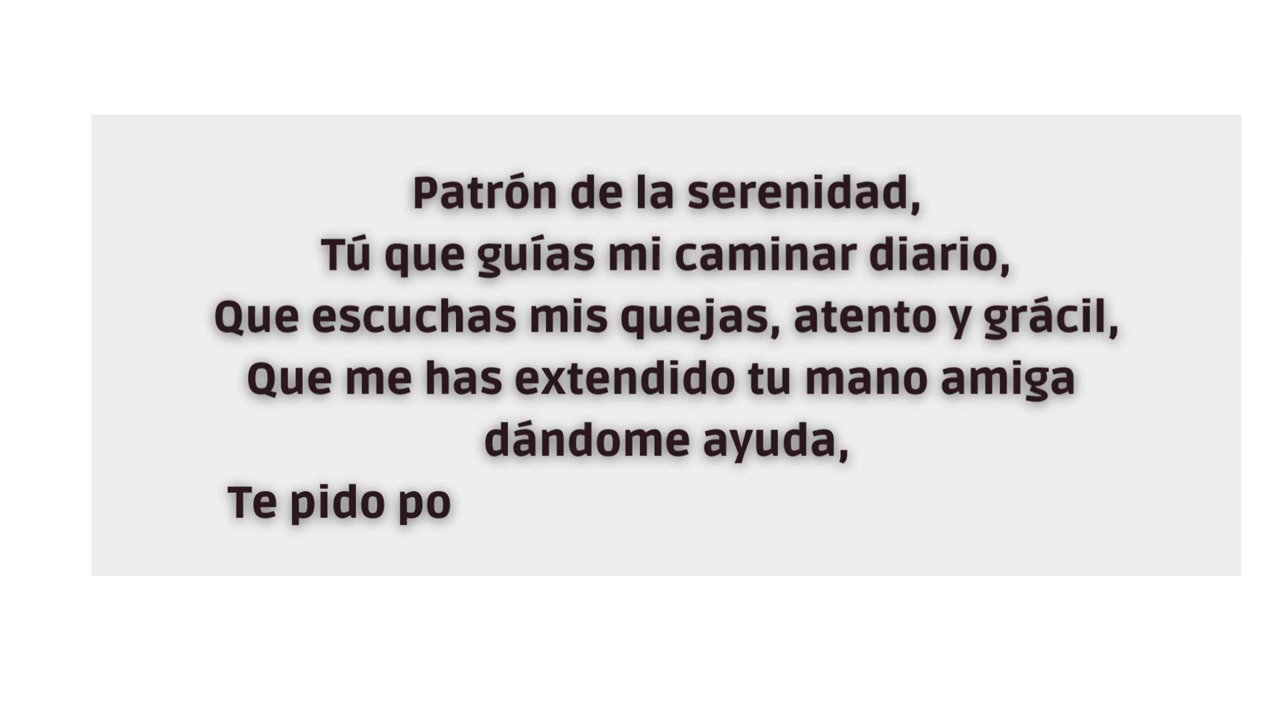 Patrón de la serenidad,
Tú que guías mi caminar diario,
Que escuchas mis quejas, atento y grácil,
Que me has extendido tu mano amiga
dándome ayuda,
Te pido po